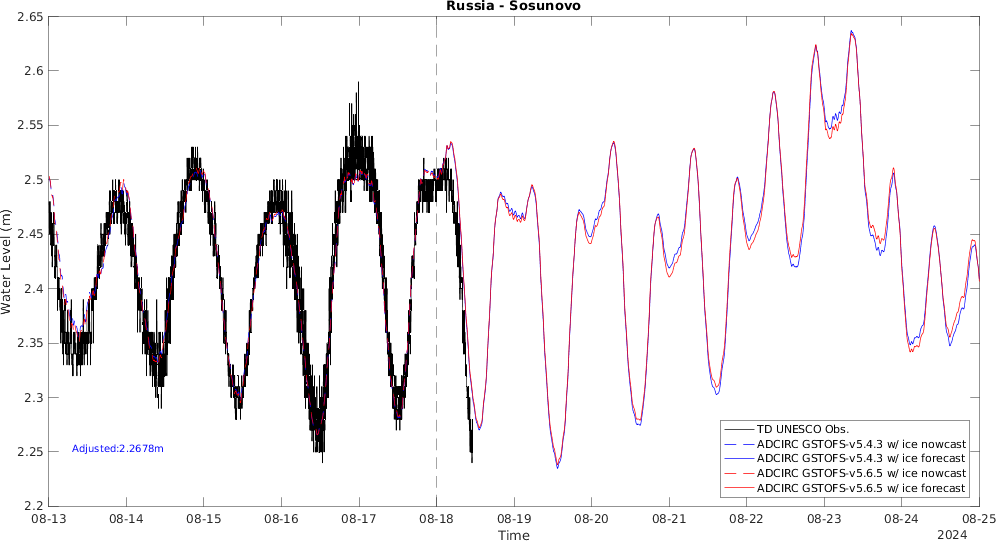 Russia - Sosunovo
2.65
2.6
2.55
2.5
2.45
2.4
2.35
2.3
2.25
2.2
Water Level (m)
Adjusted:2.2678m
TD UNESCO Obs.
ADCIRC GSTOFS-v5.4.3 w/ ice nowcast
ADCIRC GSTOFS-v5.4.3 w/ ice forecast
ADCIRC GSTOFS-v5.6.5 w/ ice nowcast
ADCIRC GSTOFS-v5.6.5 w/ ice forecast
08-13 08-14 08-15 08-16 08-17 08-18 08-19 08-20 08-21 08-22 08-23 08-24 08-25
Time
2024